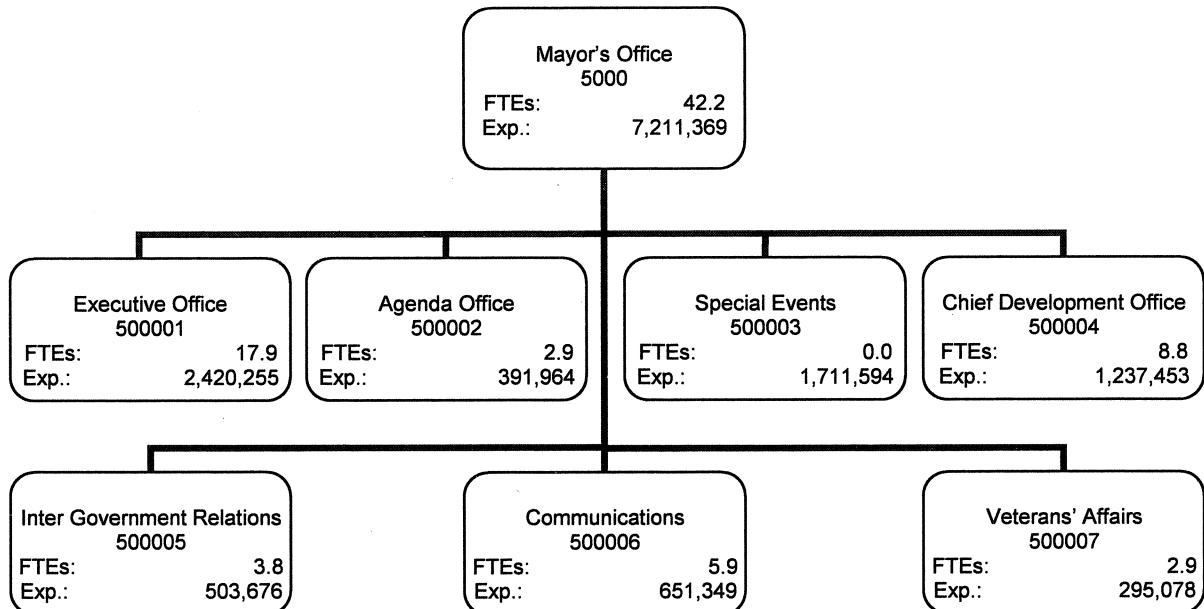 Mayor's Office
5000
FTEs: 42.2
Exp.: 7,211,369
Executive Office
500001
FTEs: 17.9
Exp.: 2,420,255
Agenda Office
500002
FTEs: 2.9
Exp.: 391,964
Special Events
500003
FTEs: 0.0
Exp.: 1,711,594
Chief Development Office
500004
FTEs: 8.8
Exp.: 1,237,453
Inter Government Relations
500005
FTEs: 3.8
Exp.: 503,676
Communications
500006
FTEs: 5.9
Exp.: 651,349
Veterans' Affairs
500007
FTEs: 2.9
Exp.: 295,078